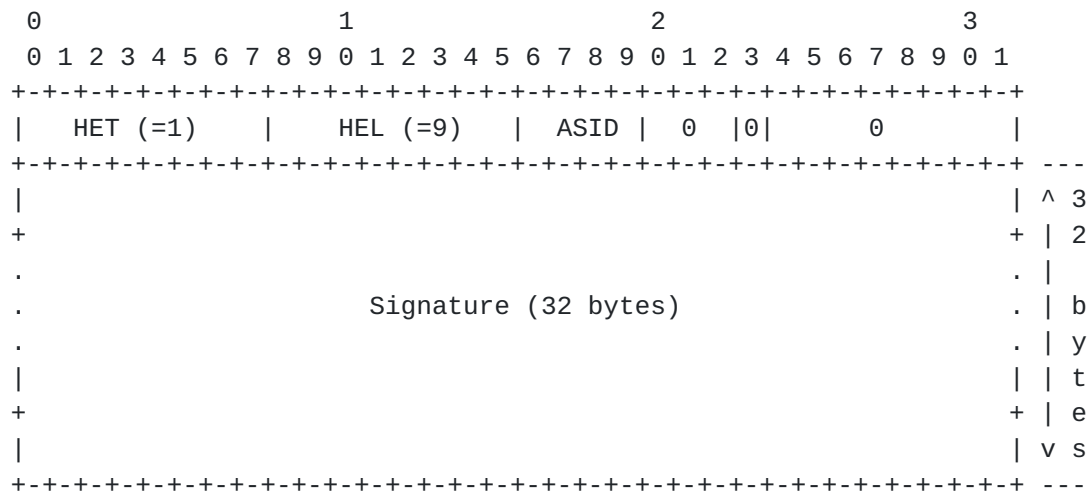 0                   1                   2                   3
 0 1 2 3 4 5 6 7 8 9 0 1 2 3 4 5 6 7 8 9 0 1 2 3 4 5 6 7 8 9 0 1
+-+-+-+-+-+-+-+-+-+-+-+-+-+-+-+-+-+-+-+-+-+-+-+-+-+-+-+-+-+-+-+-+
|   HET (=1)    |    HEL (=9)   |  ASID |  0  |0|      0        |
+-+-+-+-+-+-+-+-+-+-+-+-+-+-+-+-+-+-+-+-+-+-+-+-+-+-+-+-+-+-+-+-+ ---
|                                                               | ^ 3
+                                                               + | 2
.                                                               . |
.                      Signature (32 bytes)                     . | b
.                                                               . | y
|                                                               | | t
+                                                               + | e
|                                                               | v s
+-+-+-+-+-+-+-+-+-+-+-+-+-+-+-+-+-+-+-+-+-+-+-+-+-+-+-+-+-+-+-+-+ ---